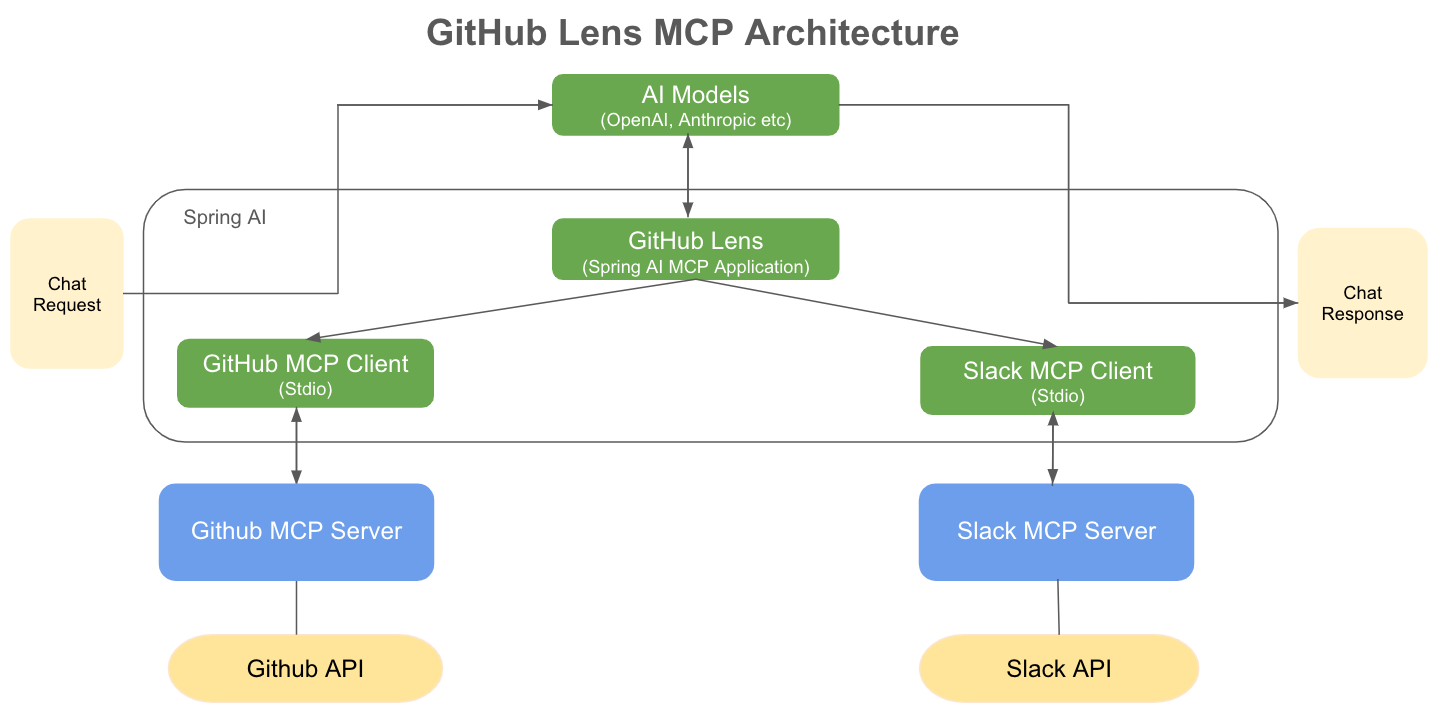 GitHub Lens MCP Architecture
AI Models
(OpenAI, Anthropic etc)
Spring AI
GitHub Lens
(Spring AI MCP Application)
Chat
Request
Chat
Response
GitHub MCP Client
(Stdio)
Slack MCP Client
(Stdio)
Github MCP Server
Slack MCP Server
Github API
Slack API